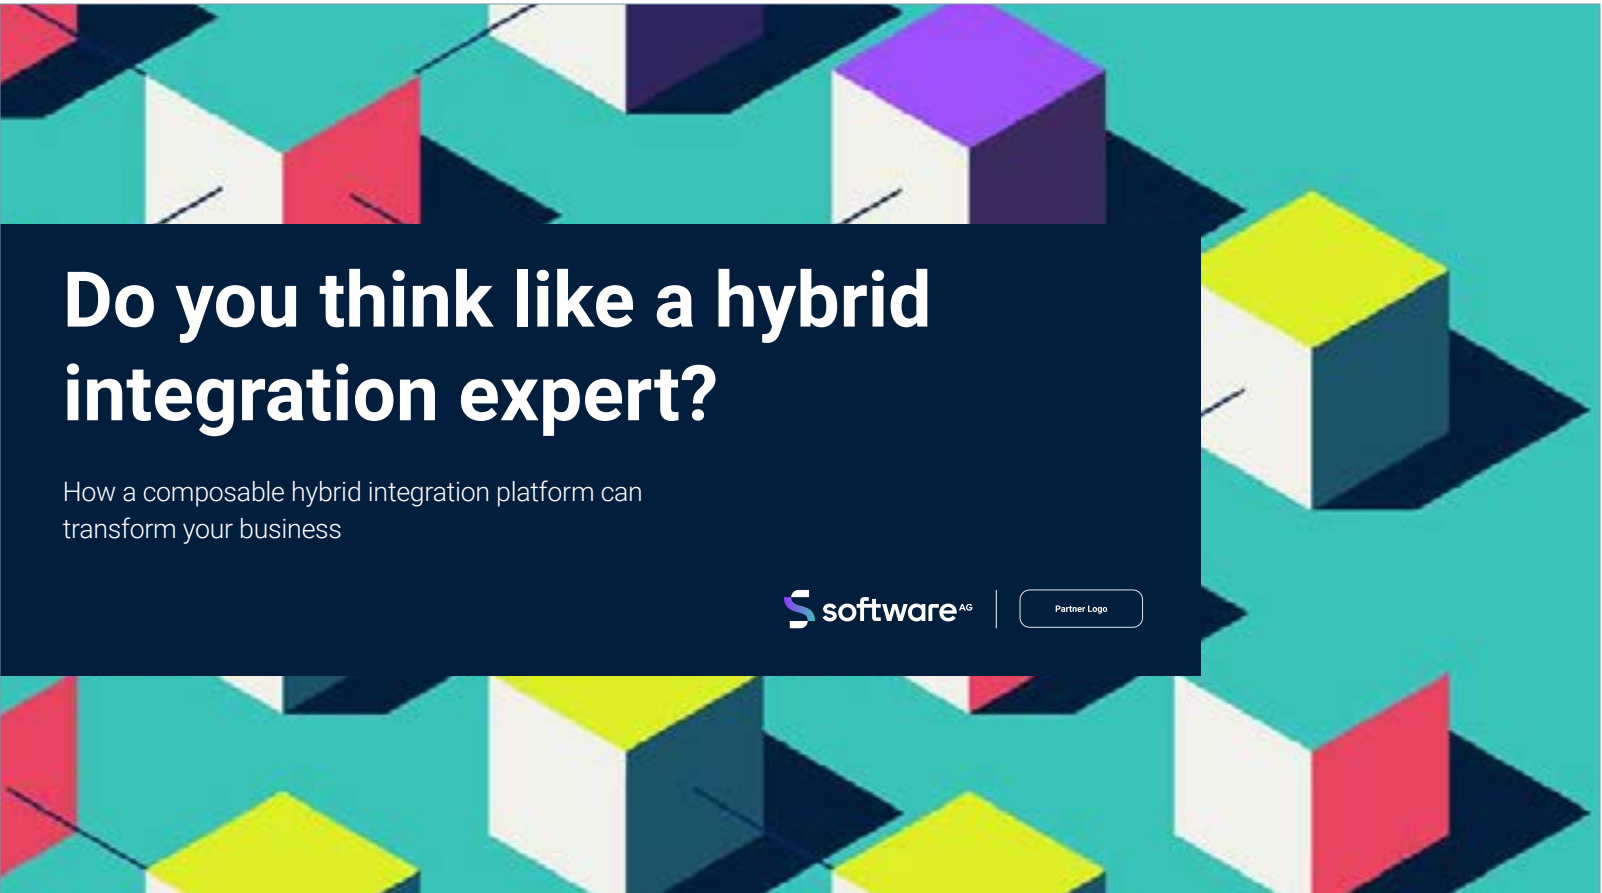 Do you think like a hybrid
integration expert?
How a composable hybrid integration platform can
transform your business
software AG
Partner Logo